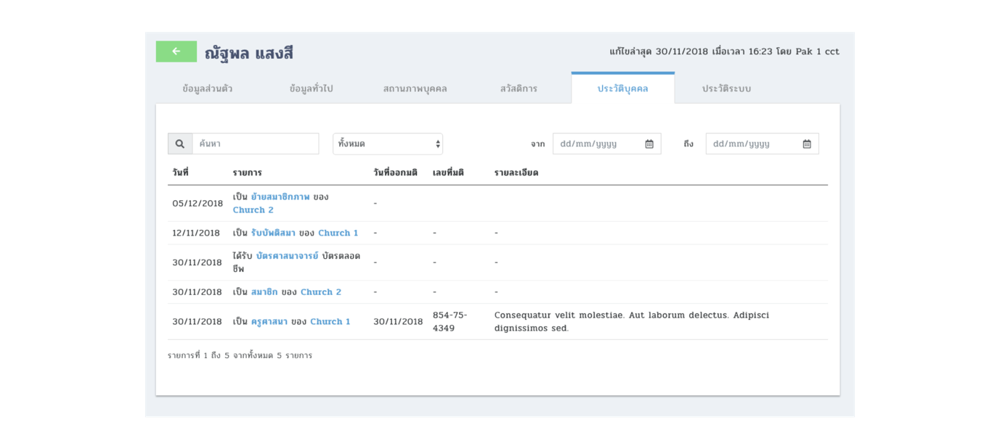 ณัฐพล แสงสี
แก้ไขล่าสุด 30/11/2018 เมื่อเวลา 16:23 โดย Pak 1 cct
ข้อมูลส่วนตัว ข้อมูลทั่วไป สถานภาพบุคคล สวัสดิการ ประวัติบุคคล ประวัติระบบ
ค้นหา ทั้งหมด จาก dd/mm/yyyy ถึง dd/mm/yyyy
วันที่ รายการ วันที่ออกมติ เลขที่มติ รายละเอียด
05/12/2018 เป็น ย้ายสมาชิกภาพ ของ
Church 2 -
12/11/2018 เป็น รับบัพติสมา ของ Church 1 - - -
30/11/2018 ได้รับ บัตรศาสนาจารย์ บัตรตลอด
ชีพ - - -
30/11/2018 เป็น สมาชิก ของ Church 2 - - -
30/11/2018 เป็น ครูศาสนา ของ Church 1 30/11/2018 854-75- Consequatur velit molestiae. Aut laborum delectus. Adipisci
4349 dignissimos sed.
รายการที่ 1 ถึง 5 จากทั้งหมด 5 รายการ